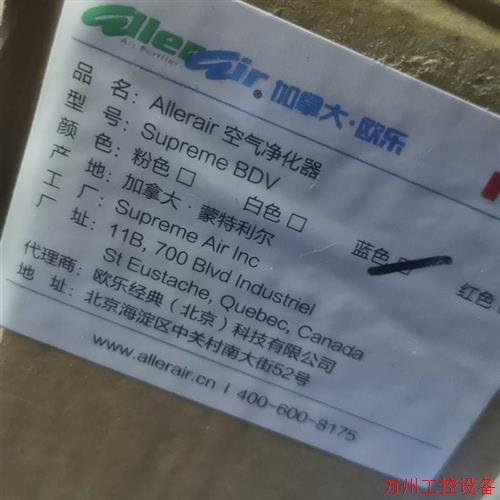 AllerAir® 加拿大·欧乐
Air Purifier
品名：Allerair 空气净化器
型号：Supreme BDV
颜色：粉色□ 白色□ 蓝色□ 红色
产地：加拿大·蒙特利尔
工厂：Supreme Air Inc
厂址：11B, 700 Blvd Industriel
St Eustache, Quebec, Canada
代理商：欧乐经典（北京）科技有限公司
地址：北京海淀区中关村南大街52号
www.allerair.cn | 400-600-8175
万州工控设备